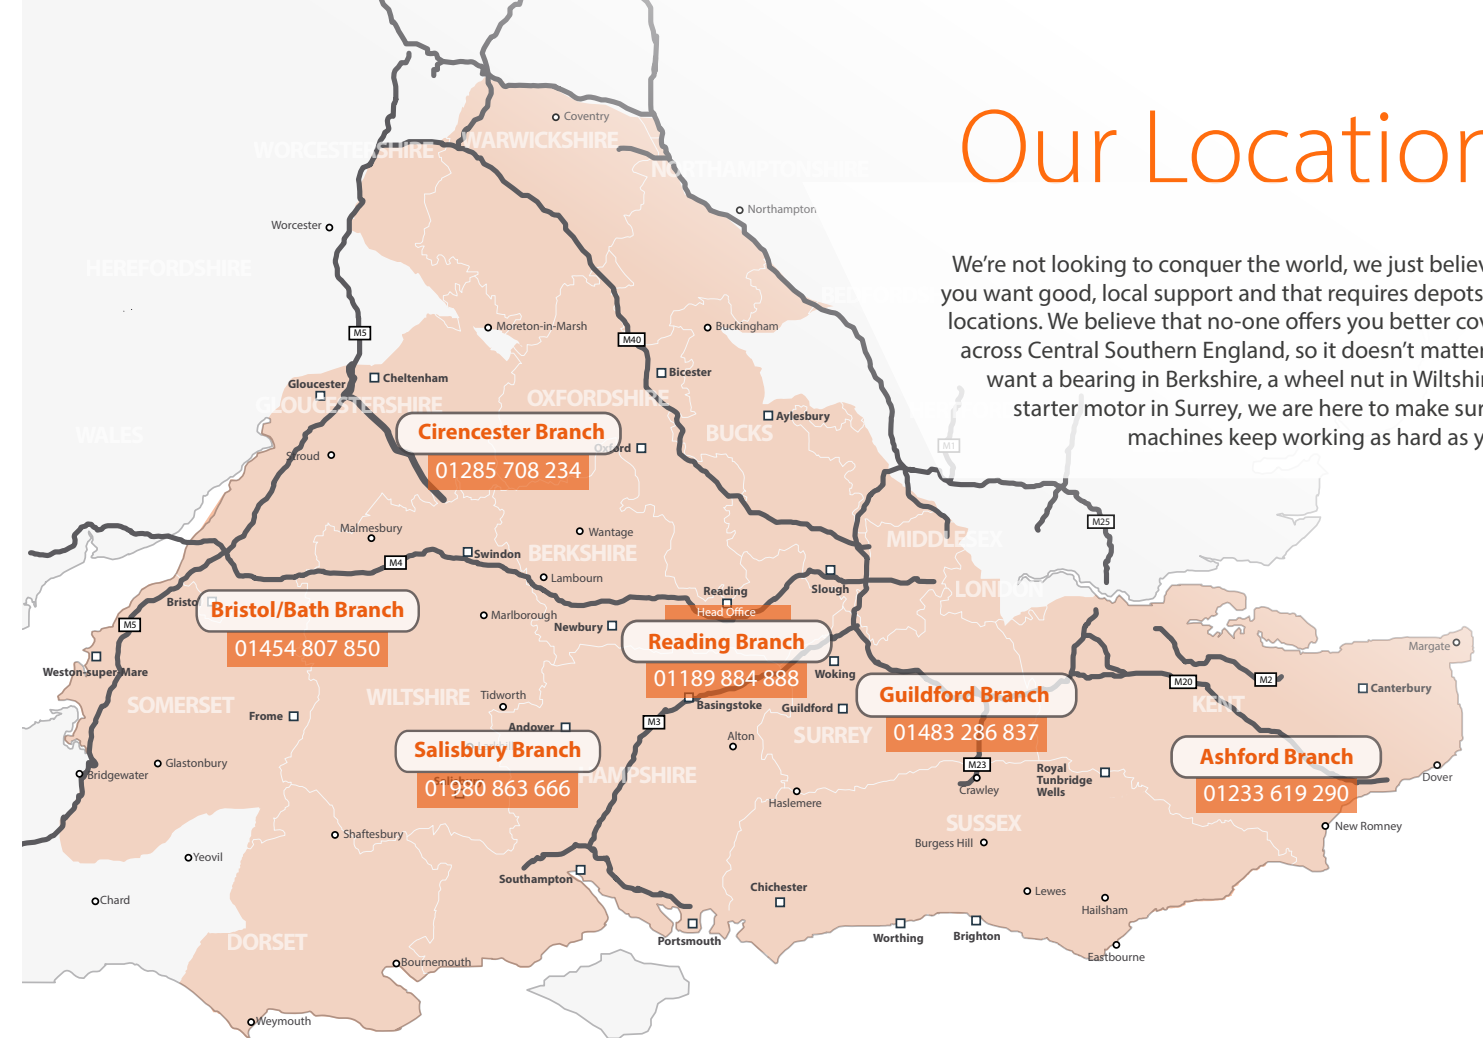 Our Location
We're not looking to conquer the world, we just believ
you want good, local support and that requires depots
locations. We believe that no-one offers you better cov
across Central Southern England, so it doesn't matter
want a bearing in Berkshire, a wheel nut in Wiltshir
starter motor in Surrey, we are here to make sur
machines keep working as hard as y
Coventry
WORCESTERSHIRE
WARWICKSHIRE
NORTHAMPTONSHIRE
Northampton
Worcester
HEREFORDSHIRE
M5
M40
Moreton-in-Marsh
Buckingham
Bicester
Gloucester
Cheltenham
GLOUCESTERSHIRE
OXFORDSHIRE
Aylesbury
WALES
BUCKS
Cirencester Branch
01285 708 234
Oxford
Stroud
M1
M25
Malmesbury
Wantage
MIDDLESEX
M4
Swindon
BERKSHIRE
Lambourn
Reading
Slough
LONDON
Bristol
Bristol/Bath Branch
01454 807 850
Marlborough
Newbury
Head Office
Reading Branch
01189 884 888
M5
Weston-super-Mare
Woking
Margate
SOMERSET
WILTSHIRE
Tidworth
Basingstoke
Guildford
Guildford Branch
01483 286 837
M20
M2
KENT
Canterbury
Frome
Andover
M3
Alton
SURREY
Salisbury Branch
01980 863 666
Salisbury
HAMPSHIRE
Ashford Branch
01233 619 290
Glastonbury
Bridgewater
M23
Crawley
Royal
Tunbridge
Wells
Dover
Haslemere
New Romney
Shaftesbury
SUSSEX
Burgess Hill
Yeovil
Southampton
Chichester
Lewes
Hailsham
Chard
DORSET
Portsmouth
Worthing
Brighton
Eastbourne
Bournemouth
Weymouth